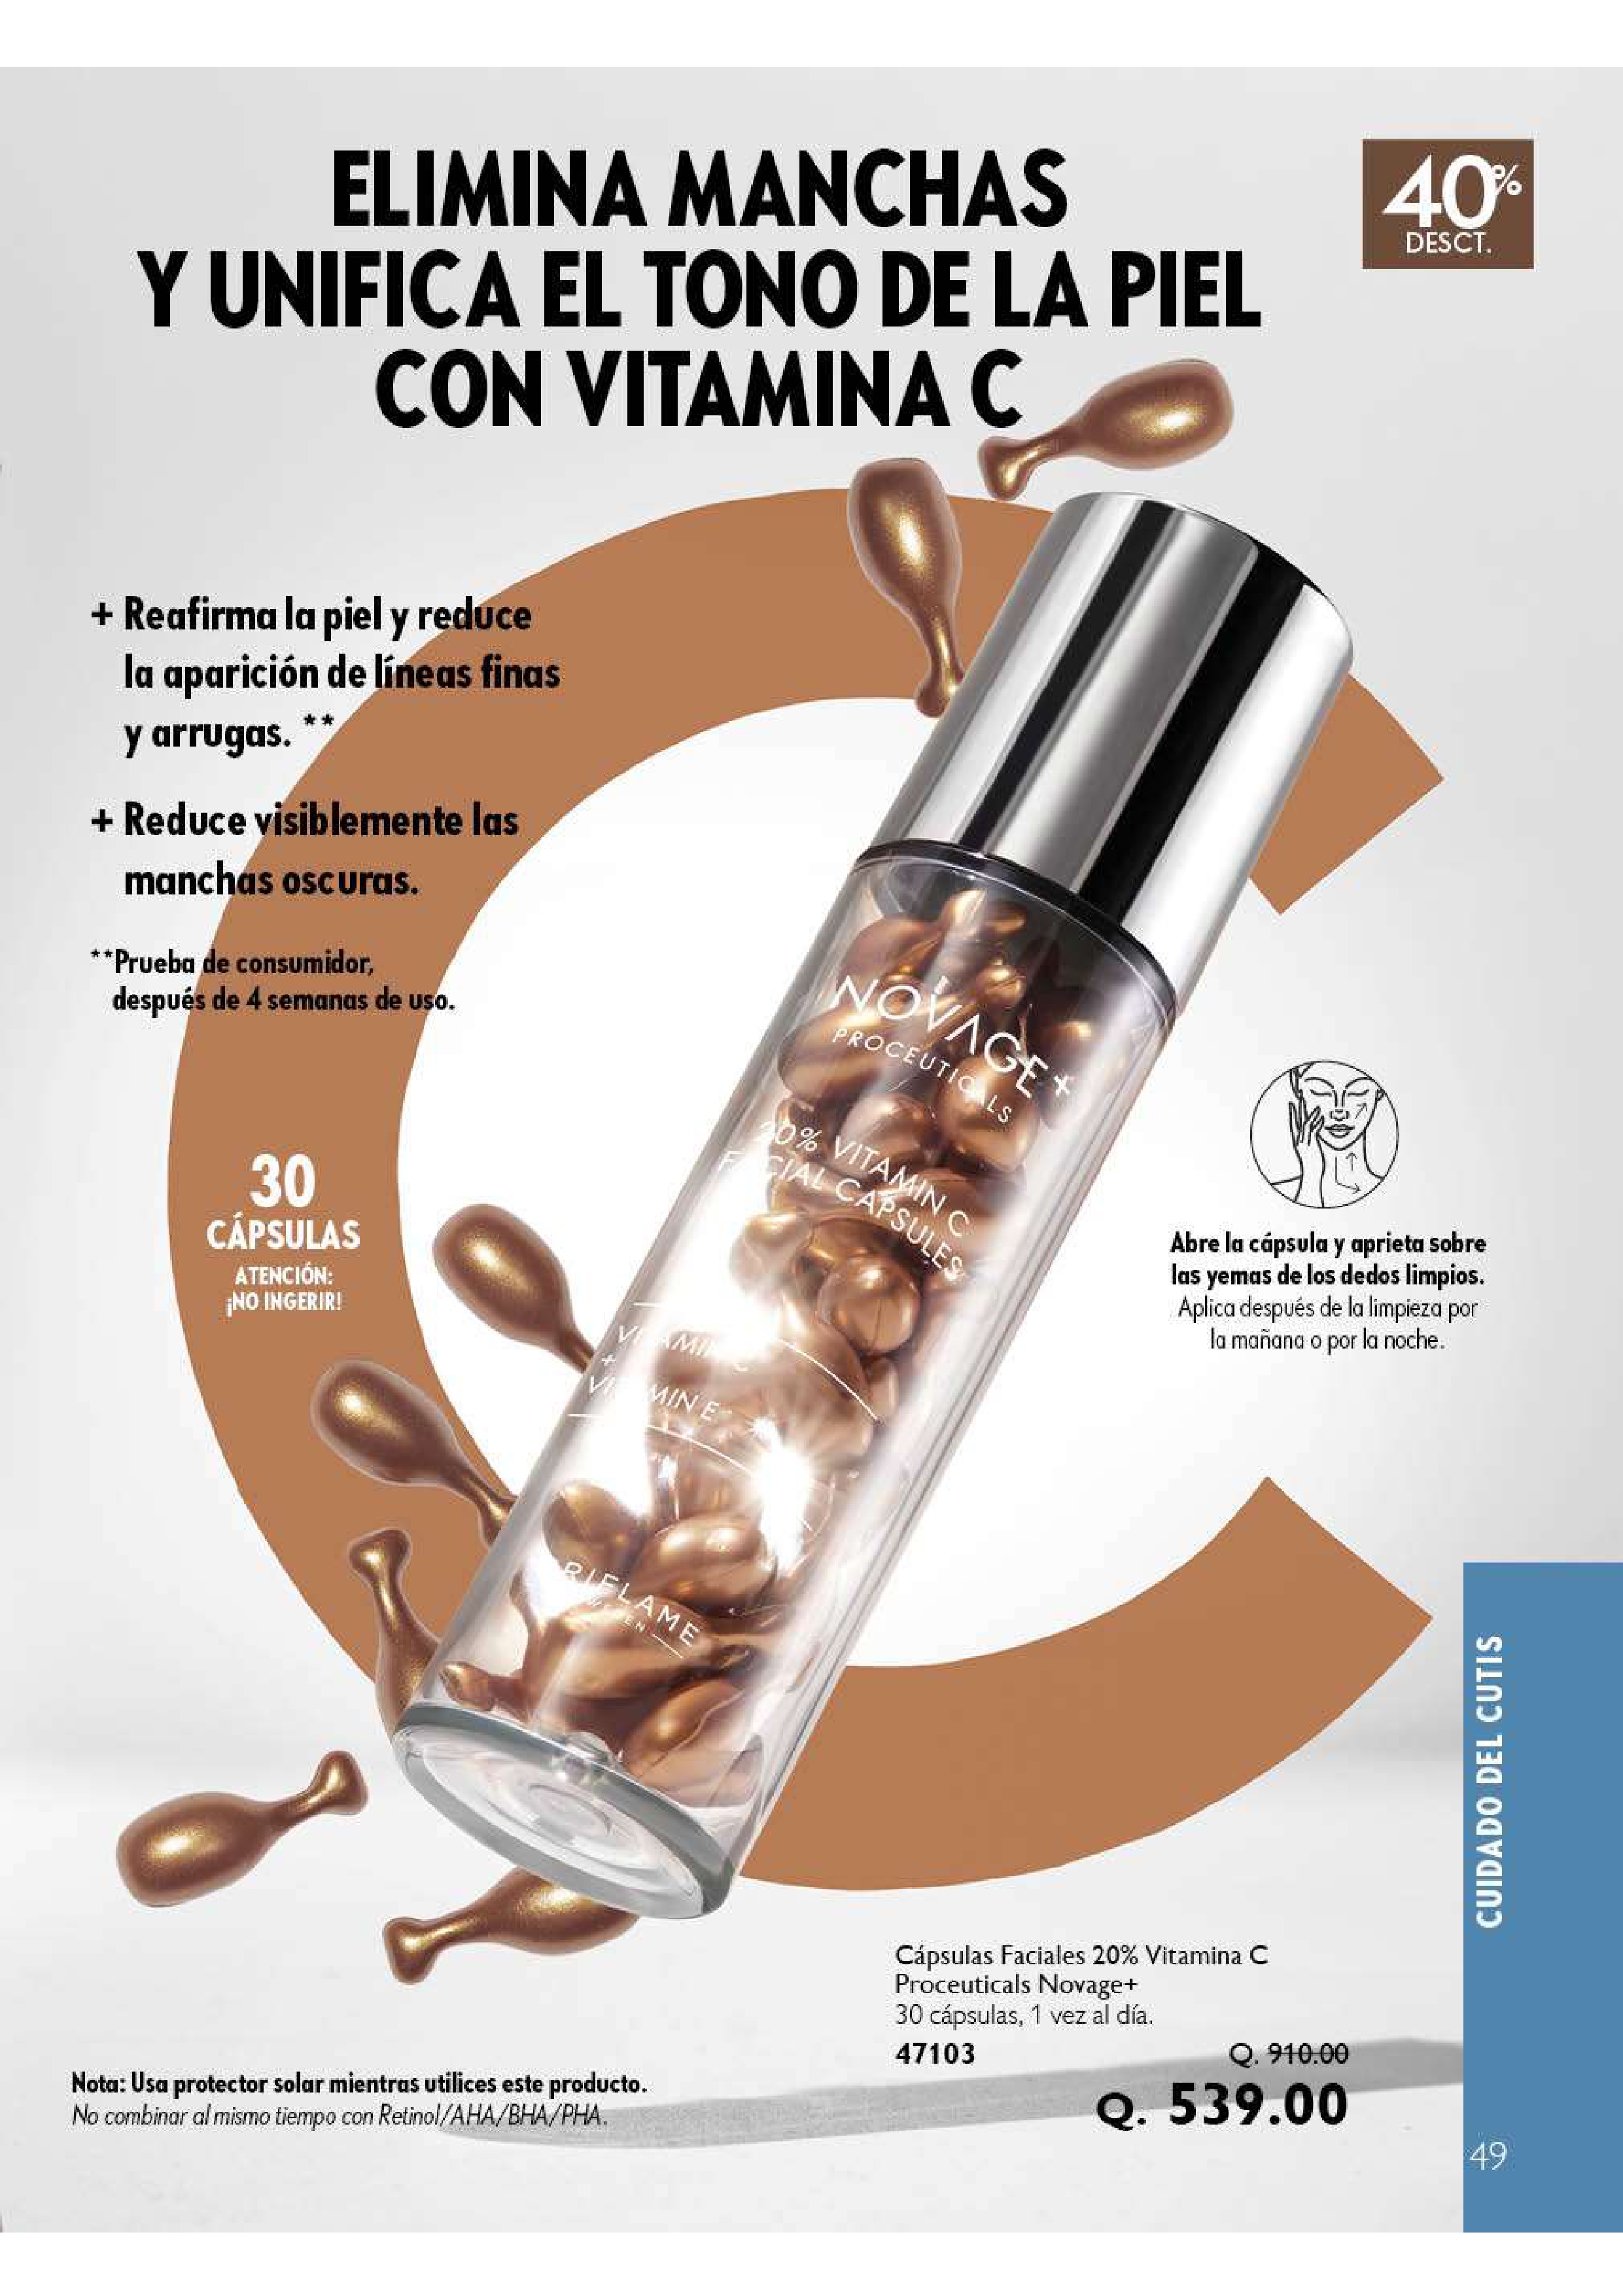 ELIMINA MANCHAS
Y UNIFICA EL TONO DE LA PIEL
CON VITAMINA C
40%
DESCT.
+ Reafirma la piel y reduce
la aparición de líneas finas
y arrugas. **
+ Reduce visiblemente las
manchas oscuras.
**Prueba de consumidor,
después de 4 semanas de uso.
30
CÁPSULAS
ATENCIÓN:
¡NO INGERIR!
NOVAGE+
PROCEUTICALS
20% VITAMIN C
FACIAL CAPSULES
VITAMIN C
+
VITAMIN E
ORIFLAME
SWEDEN
Abre la cápsula y aprieta sobre
las yemas de los dedos limpios.
Aplica después de la limpieza por
la mañana o por la noche.
CUIDADO DEL CUTIS
Cápsulas Faciales 20% Vitamina C
Proceuticals Novage+
30 cápsulas, 1 vez al día.
47103 Q. 910.00
Q. 539.00
Nota: Usa protector solar mientras utilices este producto.
No combinar al mismo tiempo con Retinol/AHA/BHA/PHA.
49